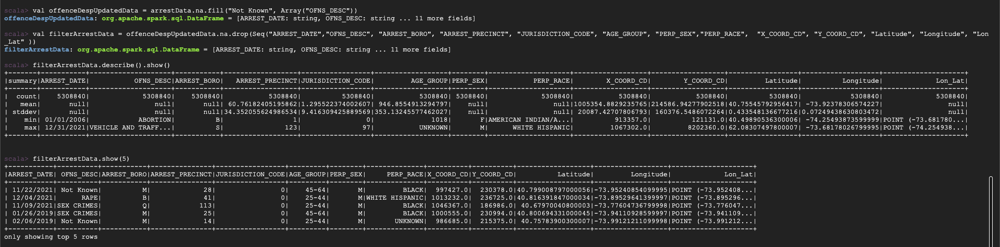 scala> val offenceDespUpdatedData = arrestData.na.fill("Not Known", Array("OFNS_DESC"))
offenceDespUpdatedData: org.apache.spark.sql.DataFrame = [ARREST_DATE: string, OFNS_DESC: string ... 11 more fields]
scala> val filterArrestData = offenceDespUpdatedData.na.drop(Seq("ARREST_DATE","OFNS_DESC", "ARREST_BORO", "ARREST_PRECINCT", "JURISDICTION_CODE", "AGE_GROUP", "PERP_SEX","PERP_RACE",  "X_COORD_CD", "Y_COORD_CD", "Latitude", "Longitude", "Lon
_Lat" ))
filterArrestData: org.apache.spark.sql.DataFrame = [ARREST_DATE: string, OFNS_DESC: string ... 11 more fields]
scala> filterArrestData.describe().show()
|summary|ARREST_DATE| OFNS_DESC|ARREST_BORO| ARREST_PRECINCT|JURISDICTION_CODE| AGE_GROUP|PERP_SEX| PERP_RACE| X_COORD_CD| Y_COORD_CD| Latitude| Longitude| Lon_Lat|
| count| 5308840| 5308840| 5308840| 5308840| 5308840| 5308840| 5308840| 5308840| 5308840| 5308840| 5308840| 5308840| 5308840|
| mean| null| null| null| 60.76182405195862|1.295522374002607| 946.8554913294797| null| null|1005354.8829235765|214586.94277902518|40.75545792956417| -73.92378306574227| null|
| stddev| null| null| null|34.352055624986534|9.416309425889569|353.13245577462027| null| null| 20087.42707806793| 160376.5486072264|0.433548136677216|0.07249438630803472| null|
| min| 01/01/2006| ABORTION| B| 1| 0| 1018| F|AMERICAN INDIAN/A...| 913357.0| 121131.0|40.49890536300006| -74.25493873599999|POINT (-73.681780...|
| max| 12/31/2021|VEHICLE AND TRAFF...| S| 123| 97| UNKNOWN| M| WHITE HISPANIC| 1067302.0| 8202360.0|62.08307497800007| -73.68178026799995|POINT (-74.254938...|
scala> filterArrestData.show(5)
|ARREST_DATE| OFNS_DESC|ARREST_BORO|ARREST_PRECINCT|JURISDICTION_CODE|AGE_GROUP|PERP_SEX| PERP_RACE|X_COORD_CD|Y_COORD_CD| Latitude| Longitude| Lon_Lat|
| 11/22/2021| Not Known| M| 28| 0| 45-64| M| BLACK| 997427.0| 230378.0|40.799008797000056|-73.95240854099995|POINT (-73.952408...|
| 12/04/2021| RAPE| B| 41| 0| 25-44| M|WHITE HISPANIC| 1013232.0| 236725.0|40.816391847000034|-73.89529641399997|POINT (-73.895296...|
| 11/09/2021|SEX CRIMES| Q| 113| 0| 25-44| M| BLACK| 1046367.0| 186986.0| 40.67970040800003|-73.77604736799998|POINT (-73.776047...|
| 01/26/2019|SEX CRIMES| M| 25| 0| 45-64| M| BLACK| 1000555.0| 230994.0|40.800694331000045|-73.94110928599997|POINT (-73.941109...|
| 02/06/2019| Not Known| M| 14| 0| 25-44| M| UNKNOWN| 986685.0| 215375.0| 40.75783900300007|-73.99121211099998|POINT (-73.991212...|
only showing top 5 rows